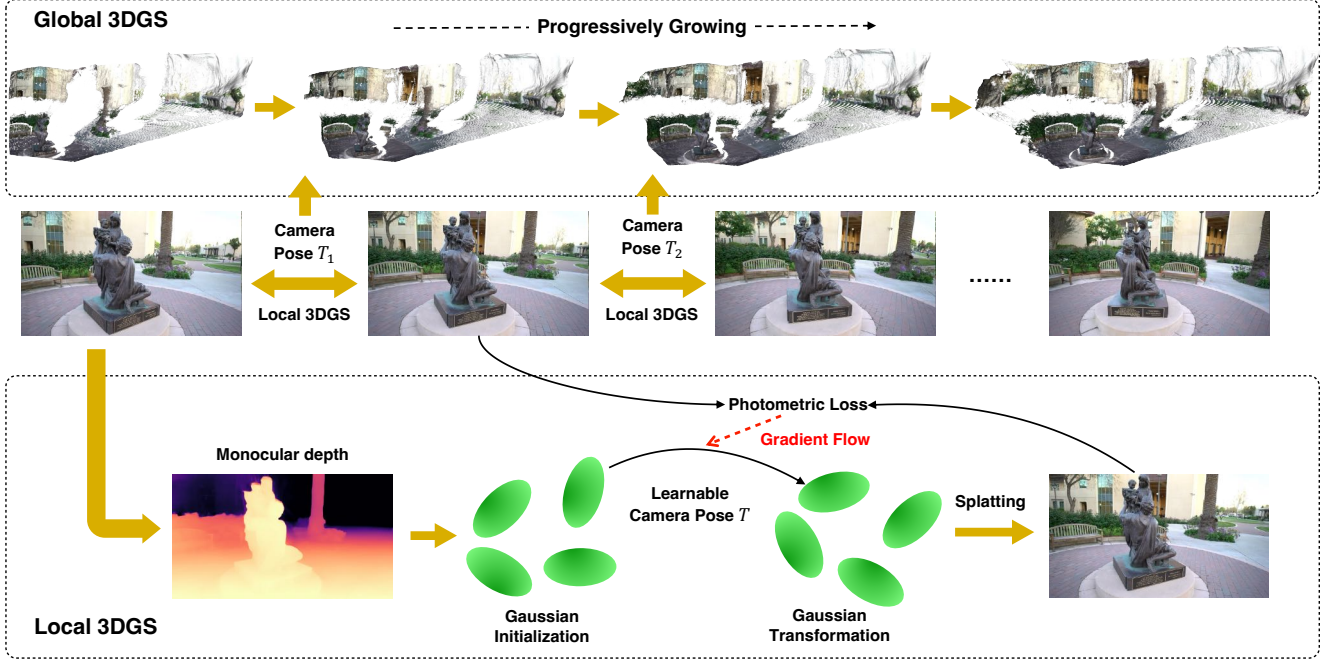 Global 3DGS
Progressively Growing
Camera
Pose T₁
Local 3DGS
Camera
Pose T₂
Local 3DGS
......
Photometric Loss
Gradient Flow
Monocular depth
Learnable
Camera Pose T
Splatting
Gaussian
Initialization
Gaussian
Transformation
Local 3DGS